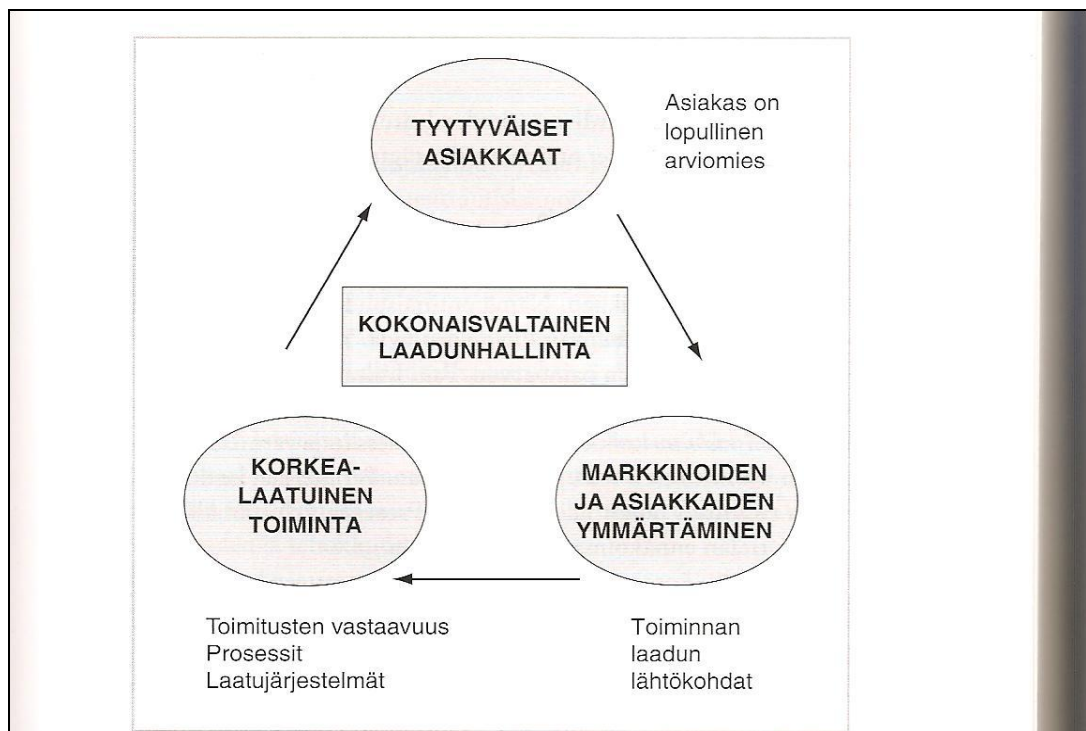 TYYTYVÄISET
ASIAKKAAT
Asiakas on
lopullinen
arviomies
KOKONAISVALTAINEN
LAADUNHALLINTA
KORKEA-
LAATUINEN
TOIMINTA
MARKKINOIDEN
JA ASIAKKAIDEN
YMMÄRTÄMINEN
Toimitusten vastaavuus
Prosessit
Laatujärjestelmät
Toiminnan
laadun
lähtökohdat